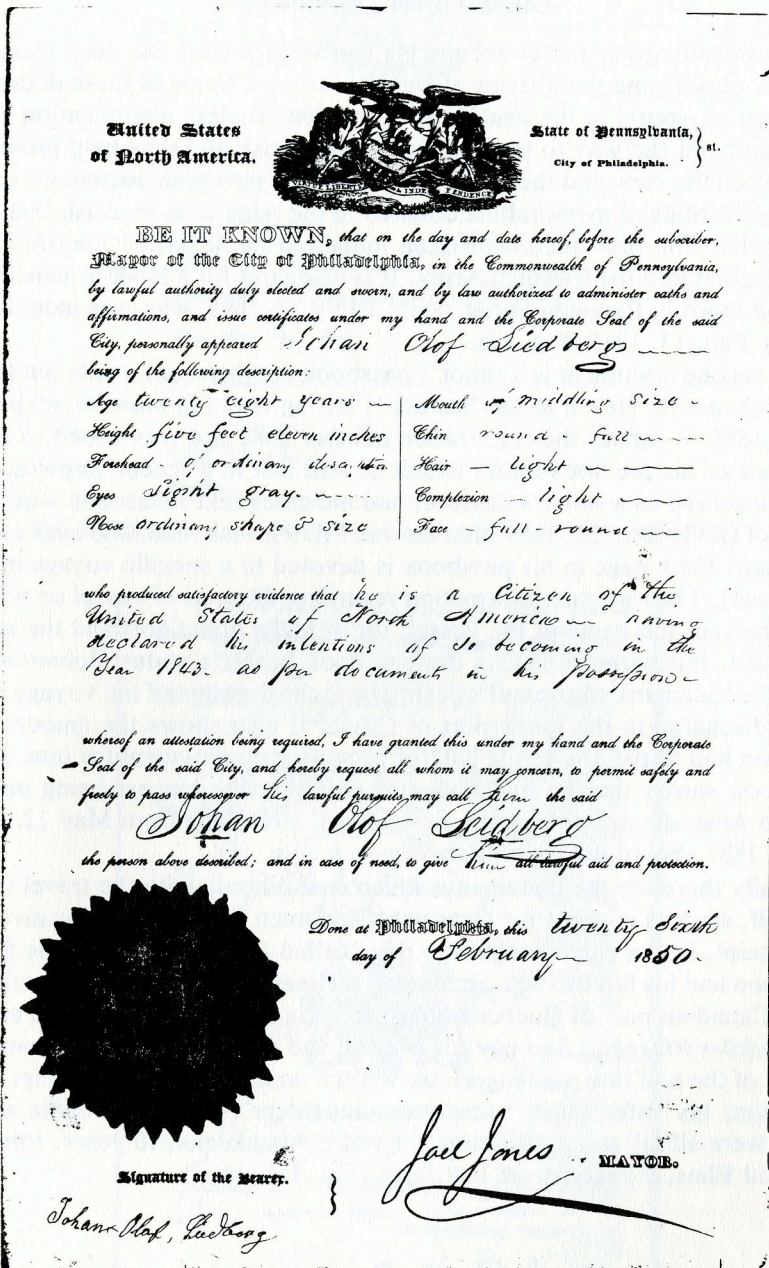 United States
of North America.
VIRTUE LIBERTY & INDEPENDENCE
State of Pennsylvania, } st.
City of Philadelphia.
BE IT KNOWN, that on the day and date hereof, before the subscriber,
Mayor of the City of Philadelphia, in the Commonwealth of Pennsylvania,
by lawful authority duly elected and sworn, and by law authorized to administer oaths and
affirmations, and issue certificates under my hand and the Corporate Seal of the said
City, personally appeared Johan Olof Liedbergs
being of the following description:
Age twenty eight years Mouth middling size
Height five feet eleven inches Chin round full
Forehead of ordinary Hair light
Eyes Light gray Complexion light
Nose ordinary shape & size Face full round
who produced satisfactory evidence that he is a Citizen of the
United States of North America having
declared his intentions of so becoming in the
Year 1843. as per documents in his possession
whereof an attestation being required, I have granted this under my hand and the Corporate
Seal of the said City, and hereby request all whom it may concern, to permit safely and
freely to pass wheresoever his lawful pursuits may call him the said
Johan Olof Leidberg
the person above described; and in case of need, to give him all lawful aid and protection.
Done at Philadelphia, this twenty Sixth
day of February 1850.
Joel Jones MAYOR.
Signature of the Bearer. }
Johan Olof, Liedberg